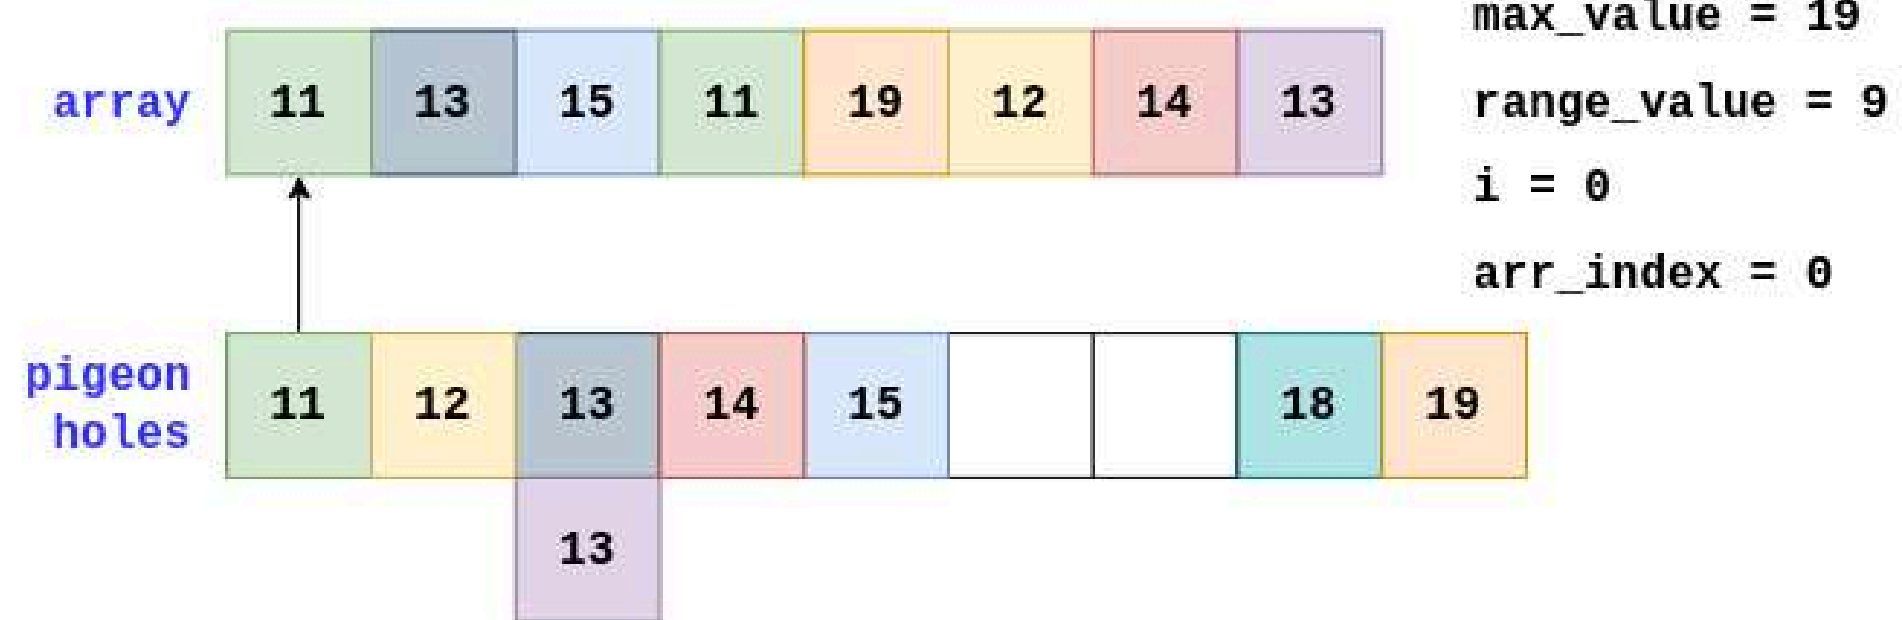 max_value = 19
array 11 13 15 11 19 12 14 13
range_value = 9
i = 0
arr_index = 0
pigeon
holes
11 12 13 14 15 18 19
13